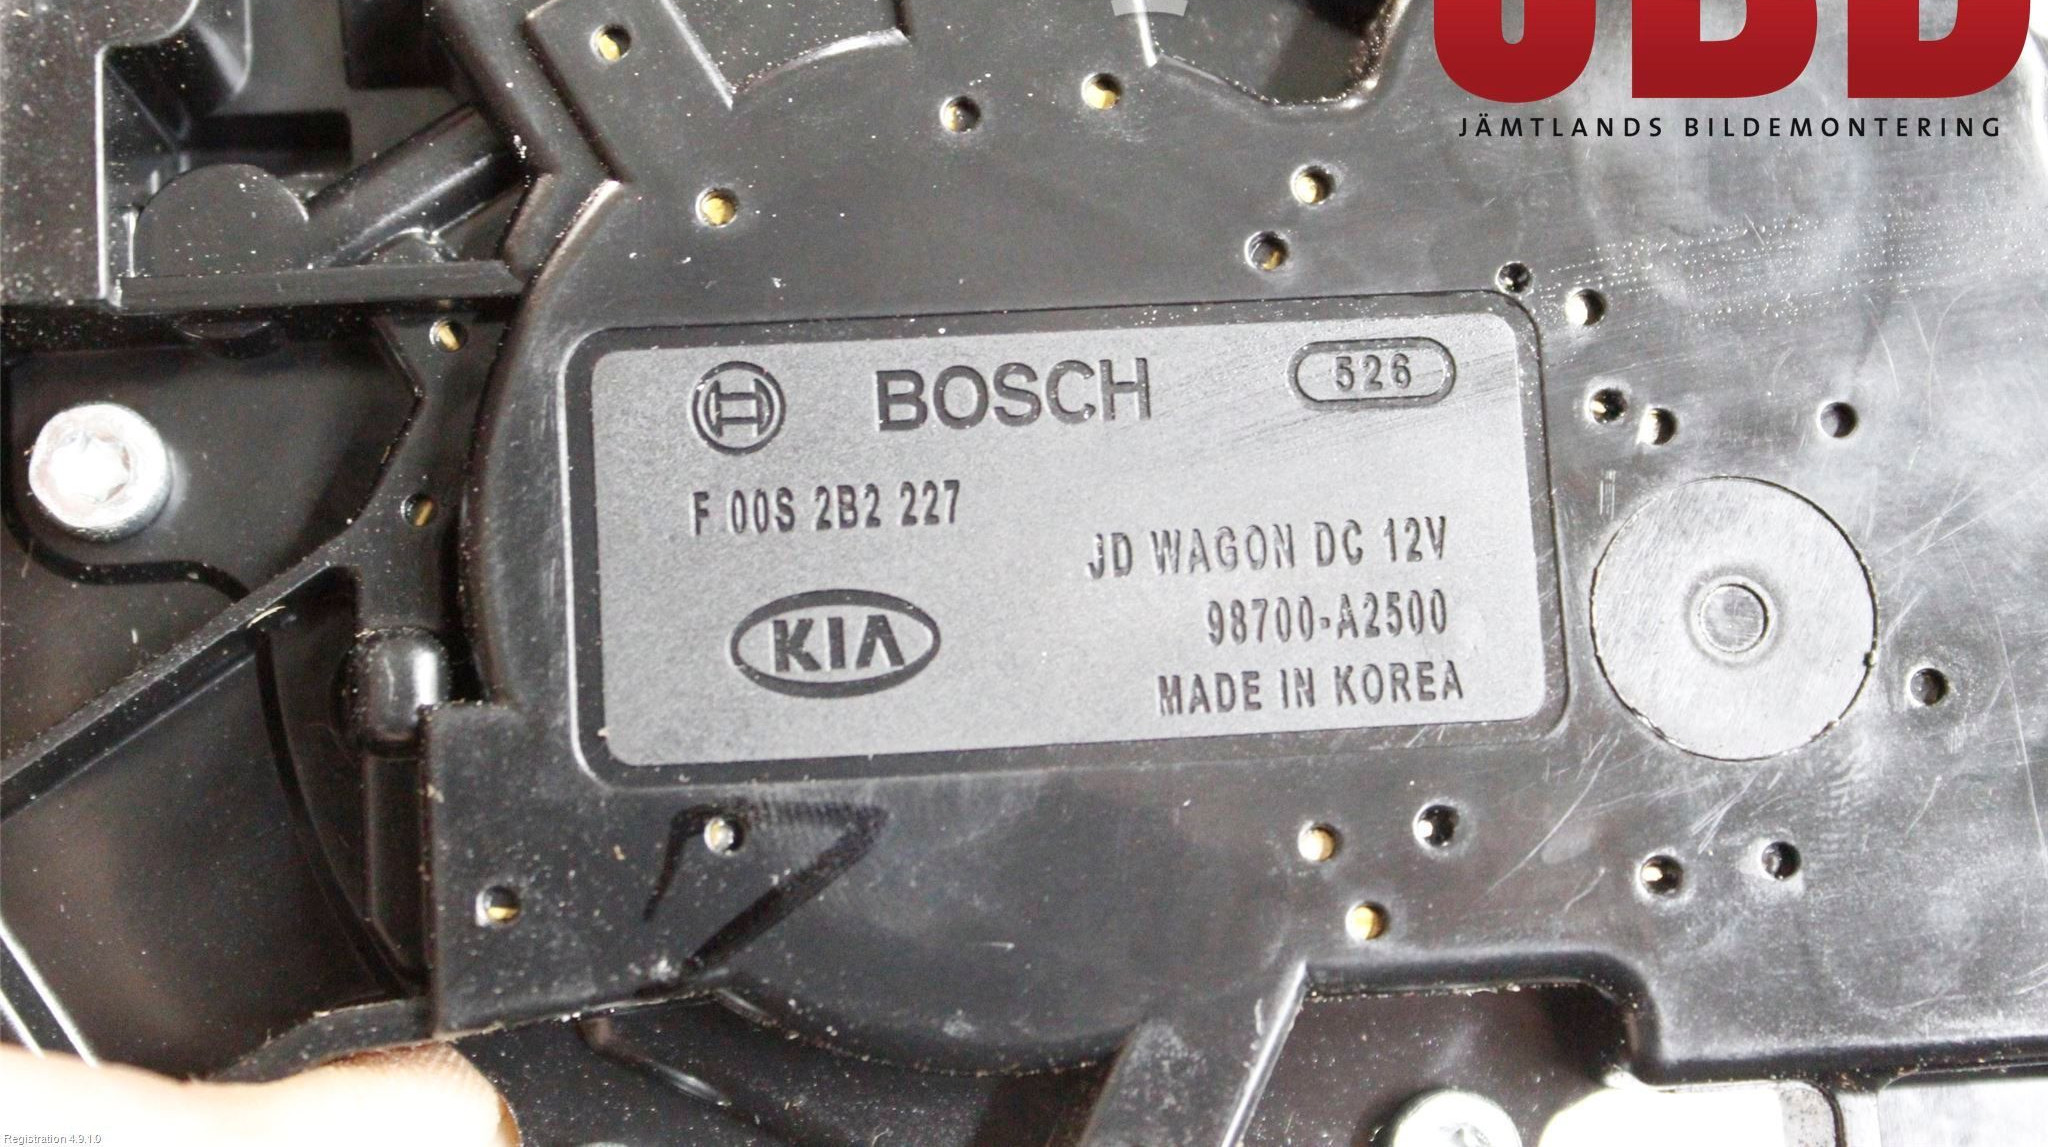 JBD
JÄMTLANDS BILDEMONTERING
BOSCH
526
F 00S 2B2 227
JD WAGON DC 12V
98700-A2500
KIA
MADE IN KOREA
Registration 4.9.1.0